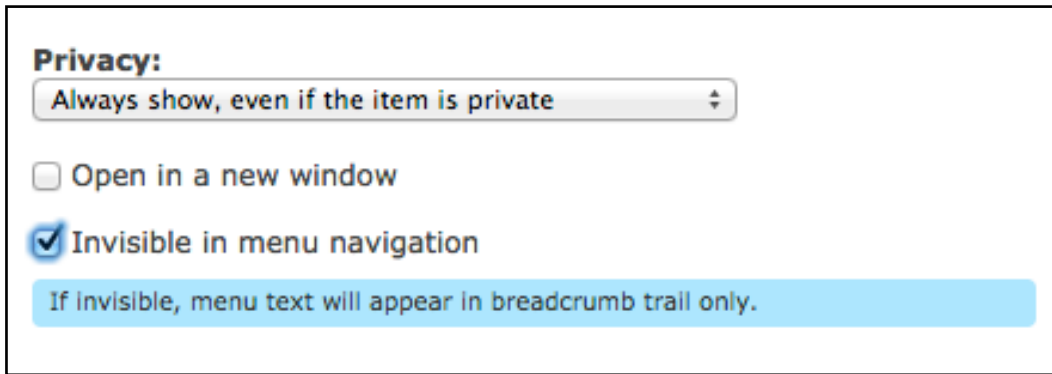 Privacy:
Always show, even if the item is private
Open in a new window
Invisible in menu navigation
If invisible, menu text will appear in breadcrumb trail only.